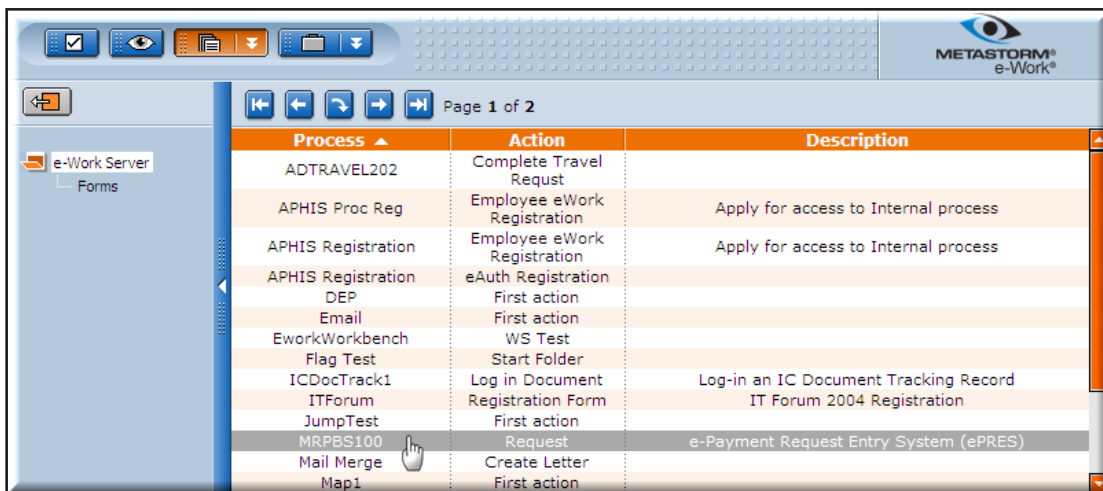 METASTORM®
e-Work®
Page 1 of 2
e-Work Server
Forms
Process Action Description
ADTRAVEL202 Complete Travel Requst
APHIS Proc Reg Employee eWork Registration Apply for access to Internal process
APHIS Registration Employee eWork Registration Apply for access to Internal process
APHIS Registration eAuth Registration
DEP First action
Email First action
EworkWorkbench WS Test
Flag Test Start Folder
ICDocTrack1 Log in Document Log-in an IC Document Tracking Record
ITForum Registration Form IT Forum 2004 Registration
JumpTest First action
MRPBS100 Request e-Payment Request Entry System (ePRES)
Mail Merge Create Letter
Map1 First action